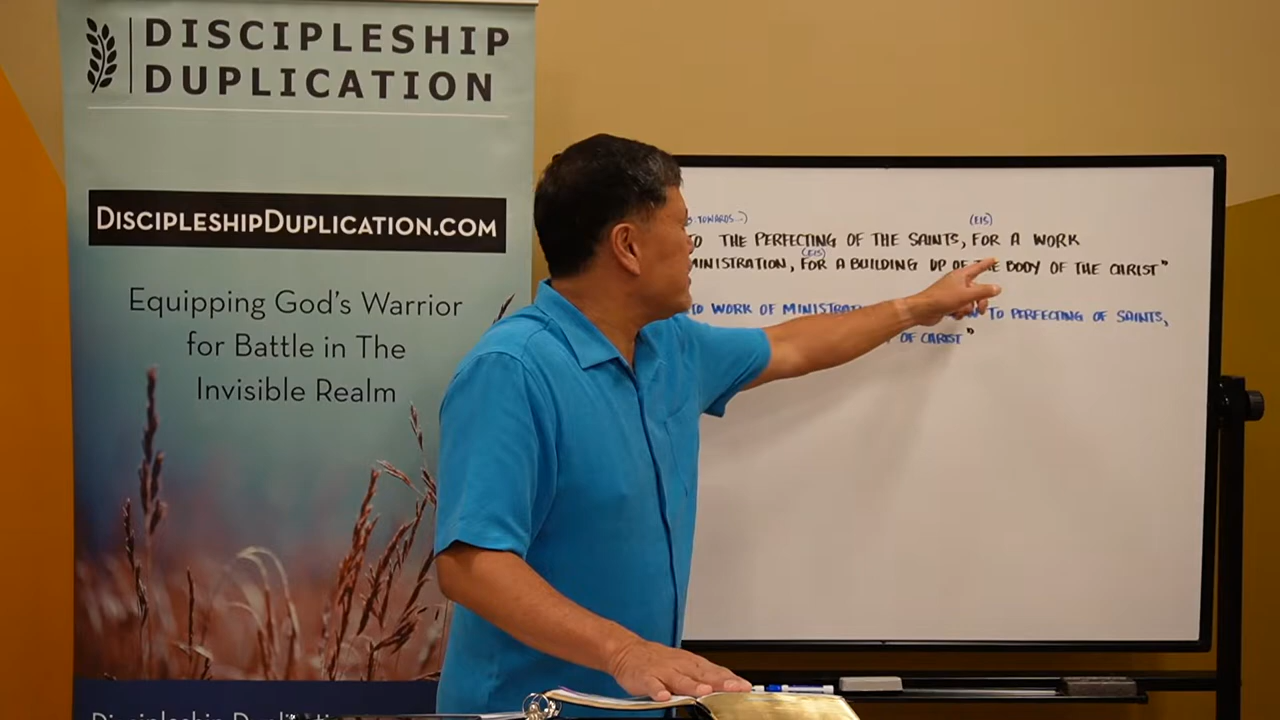 DISCIPLESHIP
DUPLICATION
DISCIPLESHIPDUPLICATION.COM
Equipping God's Warrior
for Battle in The
Invisible Realm
TOWARDS...) (EIS)
TO THE PERFECTING OF THE SAINTS, FOR A WORK
(EIS)
MINISTRATION, FOR A BUILDING UP OF THE BODY OF THE CHRIST"
TO WORK OF TO PERFECTING OF SAINTS,
OF CHRIST"